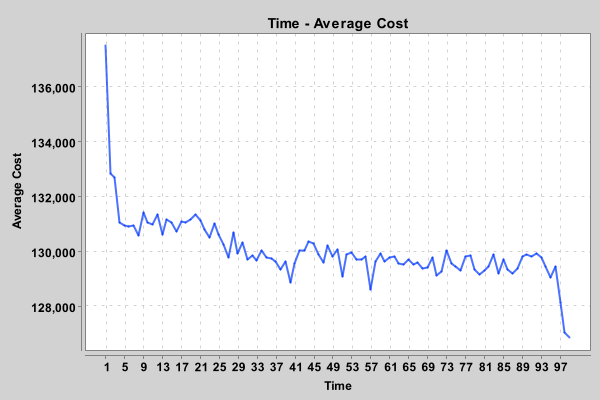 Time - Average Cost
Average Cost
136,000
134,000
132,000
130,000
128,000
1 5 9 13 17 21 25 29 33 37 41 45 49 53 57 61 65 69 73 77 81 85 89 93 97
Time